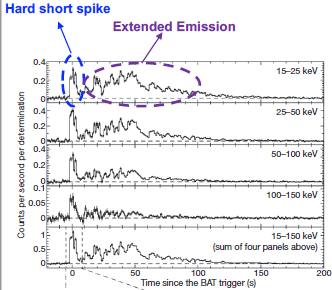 Hard short spike
Extended Emission
Counts per second per determination
0.4
0.2
0
15–25 keV
0.4
0.2
0
25–50 keV
0.4
0.2
0
50–100 keV
0.1
0.05
0
100–150 keV
1
0.5
0
15–150 keV
(sum of four panels above)
0
50
100
150
200
Time since the BAT trigger (s)